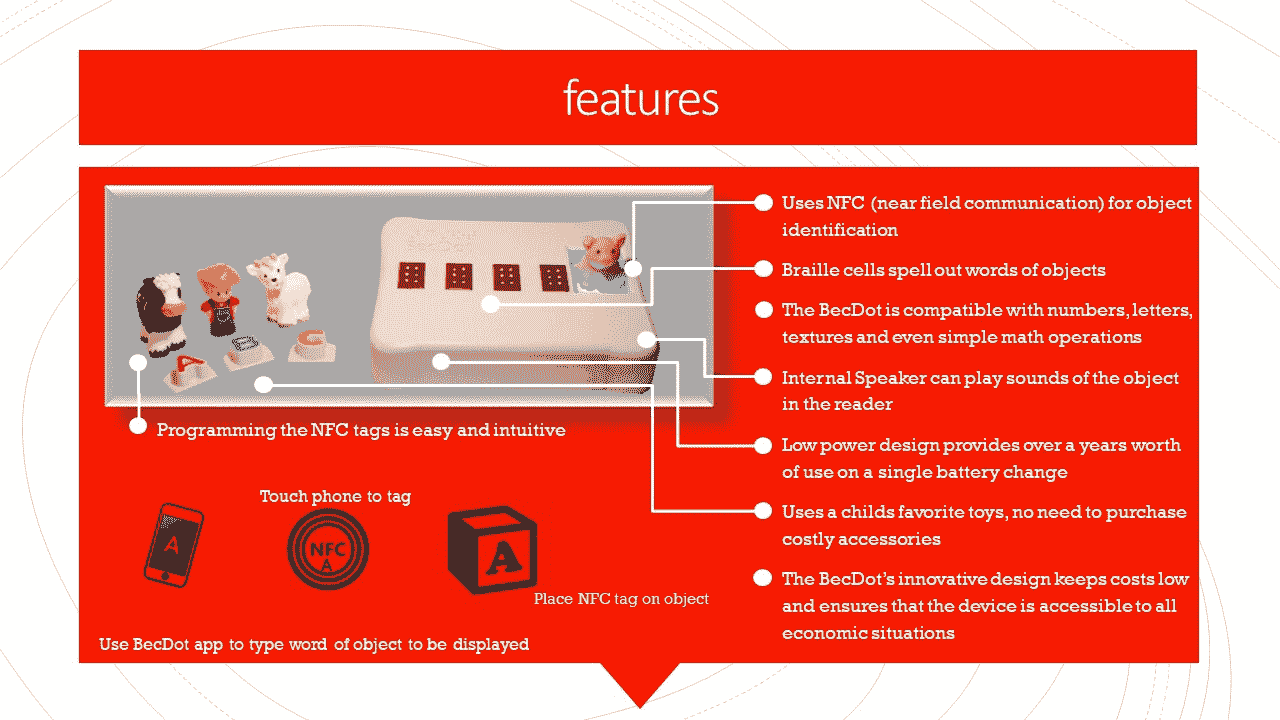 features
Uses NFC (near field communication) for object
identification
Braille cells spell out words of objects
The BecDot is compatible with numbers, letters,
textures and even simple math operations
Internal Speaker can play sounds of the object
in the reader
Low power design provides over a years worth
of use on a single battery change
Uses a childs favorite toys, no need to purchase
costly accessories
The BecDot’s innovative design keeps costs low
and ensures that the device is accessible to all
economic situations
BecDot
A
B
C
Programming the NFC tags is easy and intuitive
Touch phone to tag
A
NFC
A
A
Place NFC tag on object
Use BecDot app to type word of object to be displayed